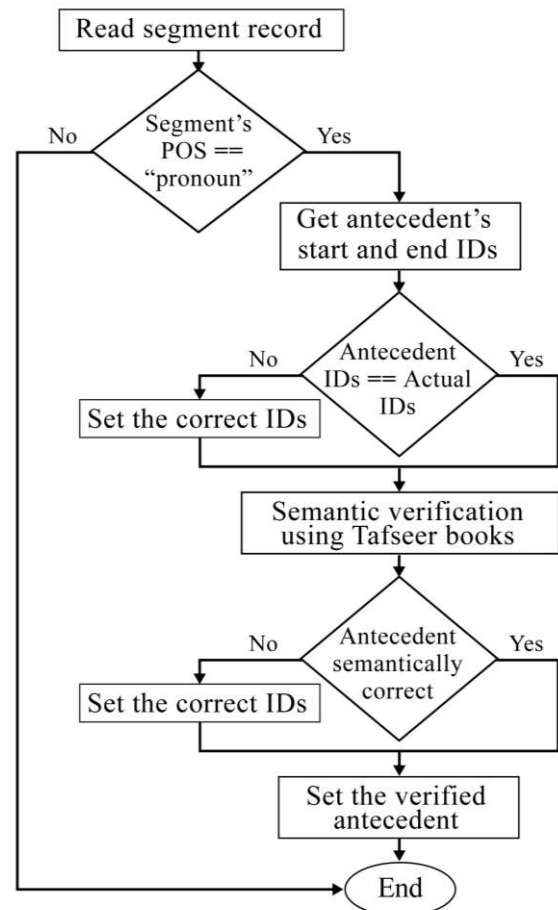 Read segment record
No
Segment's
POS ==
“pronoun”
Yes
Get antecedent's
start and end IDs
No
Antecedent
IDs == Actual
IDs
Yes
Set the correct IDs
Semantic verification
using Tafseer books
No
Antecedent
semantically
correct
Yes
Set the correct IDs
Set the verified
antecedent
End